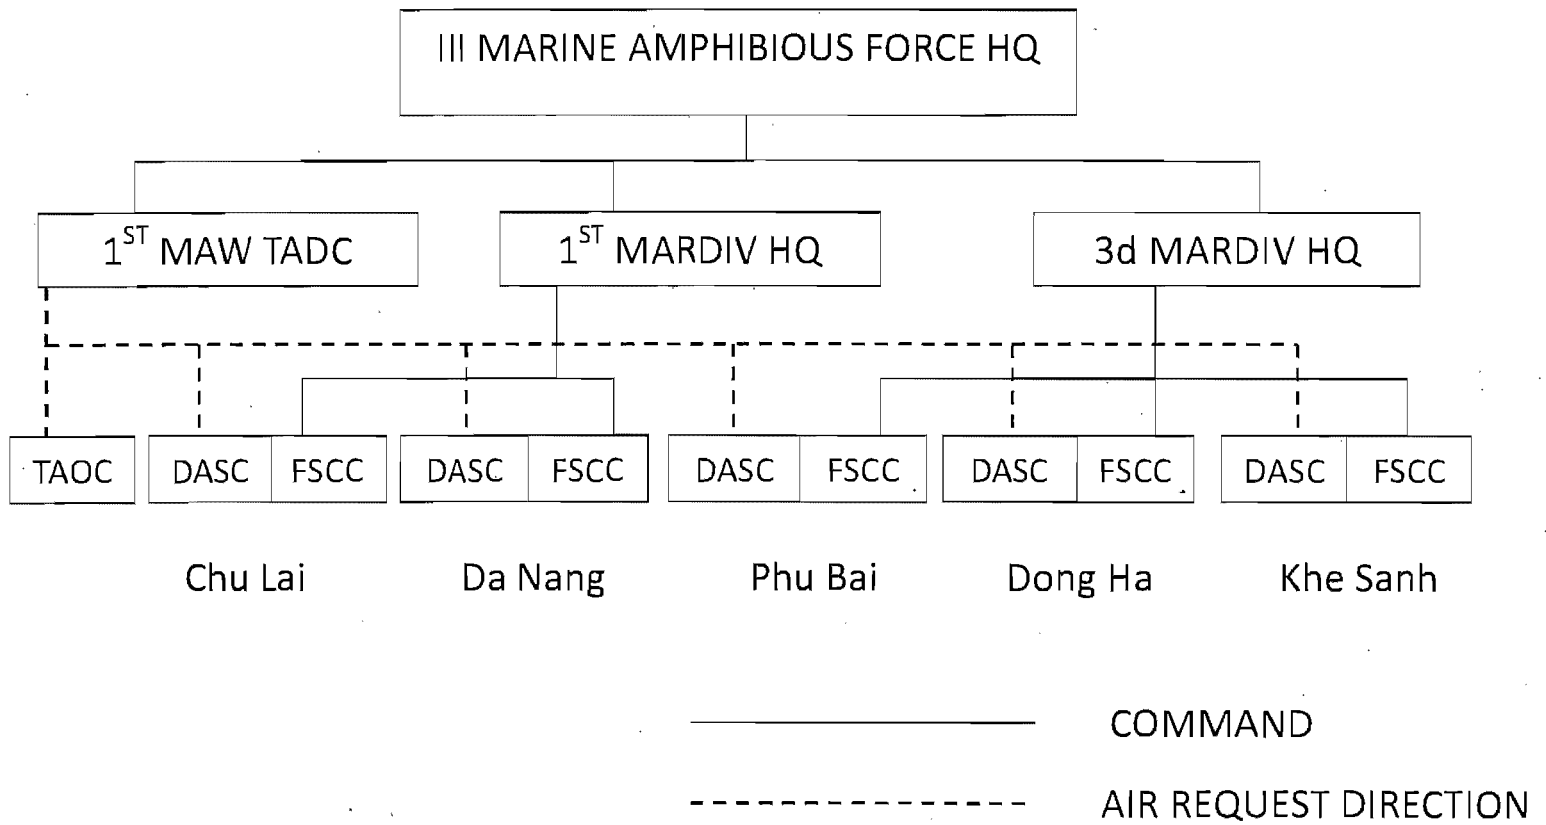 III MARINE AMPHIBIOUS FORCE HQ
1ST MAW TADC
1ST MARDIV HQ
3d MARDIV HQ
TAOC
DASC
FSCC
DASC
FSCC
DASC
FSCC
DASC
FSCC
DASC
FSCC
Chu Lai
Da Nang
Phu Bai
Dong Ha
Khe Sanh
COMMAND
AIR REQUEST DIRECTION